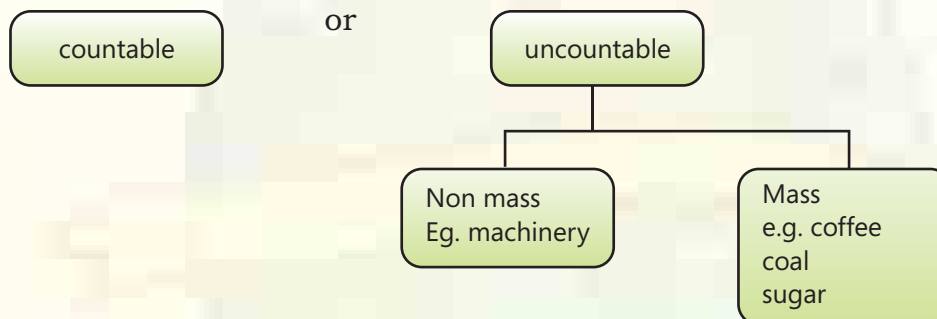 or
countable
uncountable
Non mass
Eg. machinery
Mass
e.g. coffee
coal
sugar